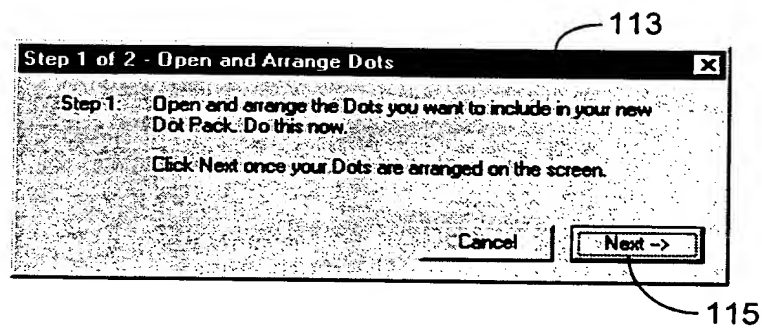 113
Step 1 of 2 - Open and Arrange Dots
Step 1: Open and arrange the Dots you want to include in your new
Dot Pack. Do this now.
Click Next once your Dots are arranged on the screen.
Cancel Next -->
115